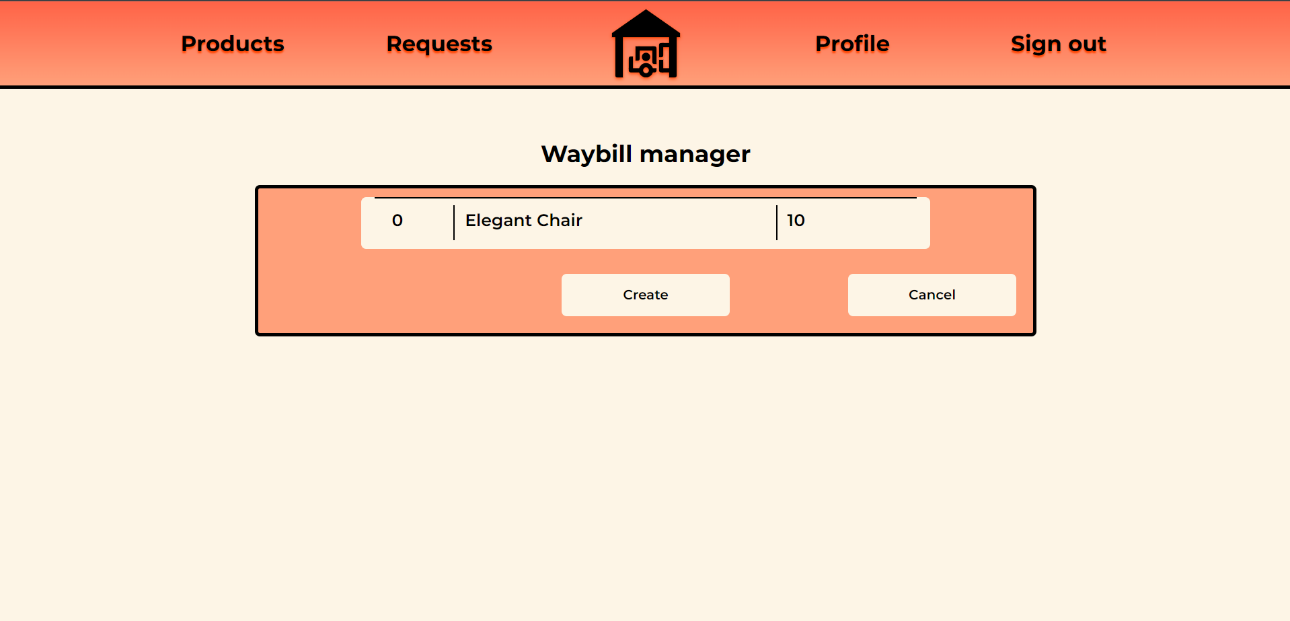 Products Requests Profile Sign out
Waybill manager
0 Elegant Chair 10
Create Cancel